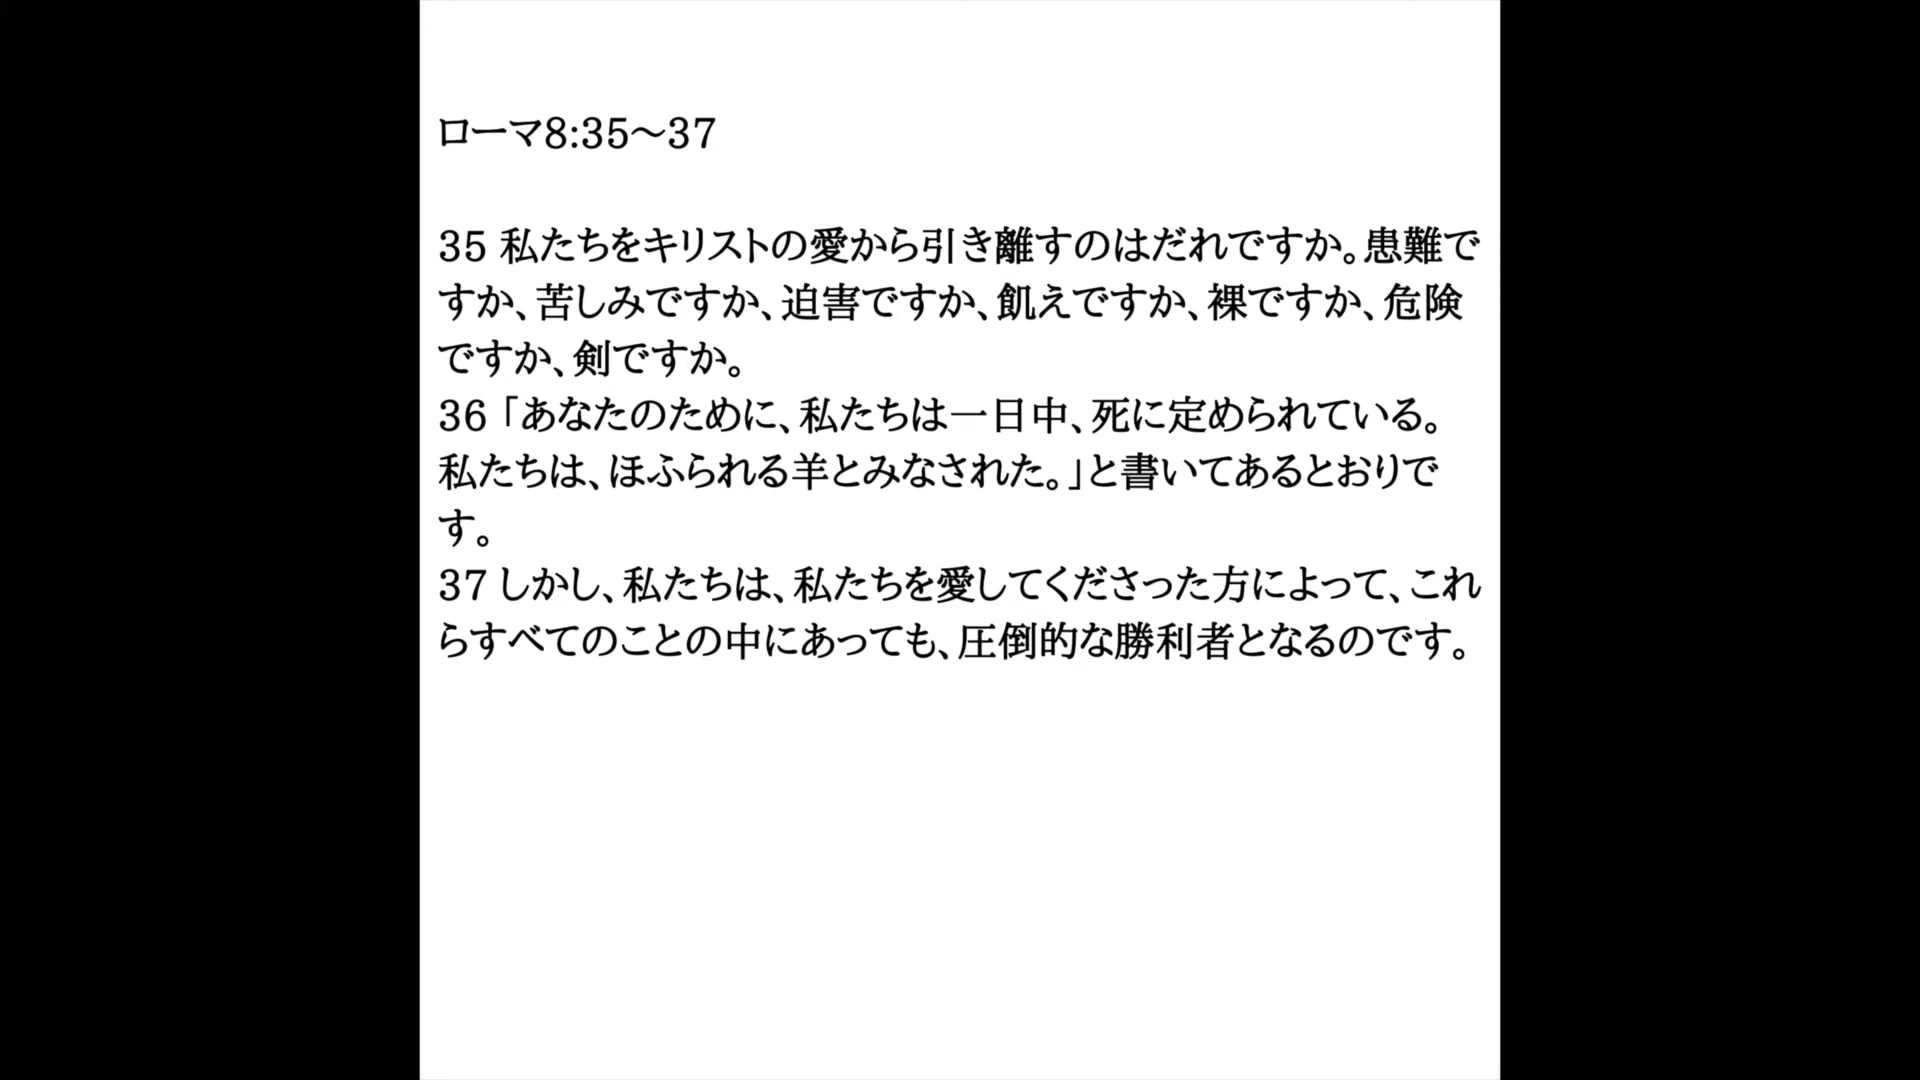 ローマ8:35〜37
35 私たちをキリストの愛から引き離すのはだれですか。患難で
すか、苦しみですか、迫害ですか、飢えですか、裸ですか、危険
ですか、剣ですか。
36 「あなたのために、私たちは一日中、死に定められている。
私たちは、ほふられる羊とみなされた。」と書いてあるとおりで
す。
37 しかし、私たちは、私たちを愛してくださった方によって、これ
らすべてのことの中にあっても、圧倒的な勝利者となるのです。